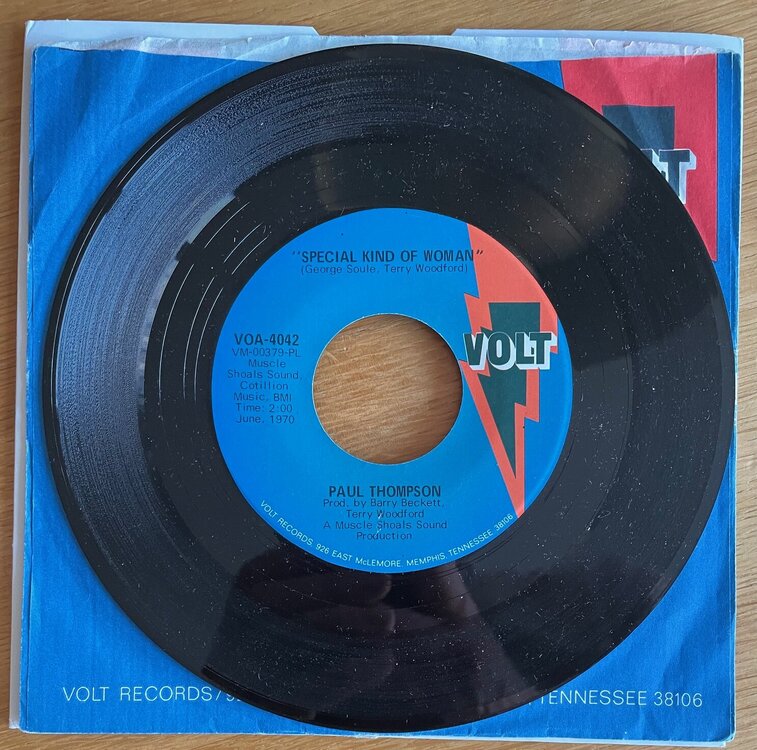 "SPECIAL KIND OF WOMAN"
(George Soule, Terry Woodford)
VOA-4042
VM-00379-PL
Muscle
Shoals Sound,
Cotillion
Music, BMI
Time: 2:00
June, 1970
VOLT
PAUL THOMPSON
Prod. by Barry Beckett,
Terry Woodford
A Muscle Shoals Sound
Production
VOLT RECORDS, 926 EAST McLEMORE, MEMPHIS, TENNESSEE 38106
VOLT RECORDS/ TENNESSEE 38106